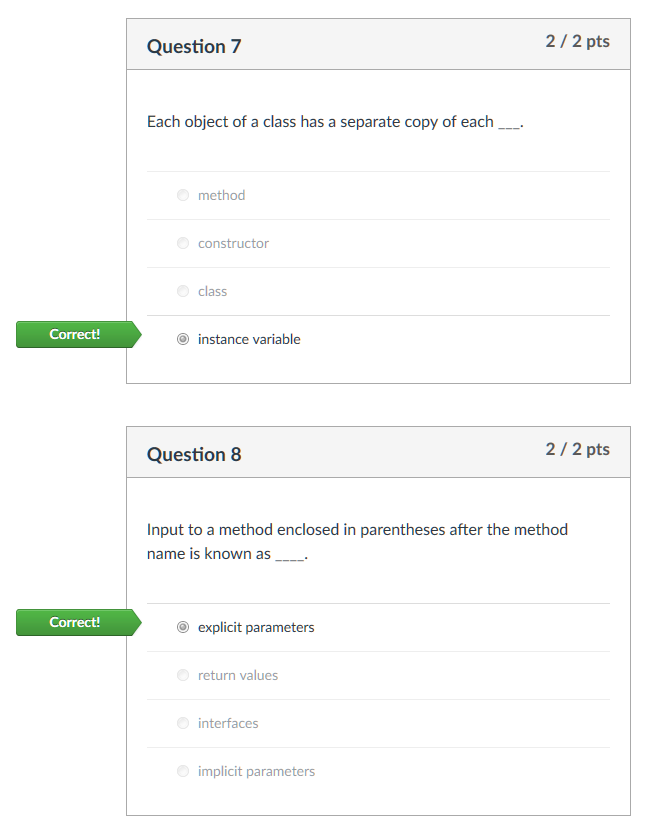 Question 7
2 / 2 pts
Each object of a class has a separate copy of each ___.
method
constructor
class
Correct!
instance variable
Question 8
2 / 2 pts
Input to a method enclosed in parentheses after the method
name is known as ____.
Correct!
explicit parameters
return values
interfaces
implicit parameters